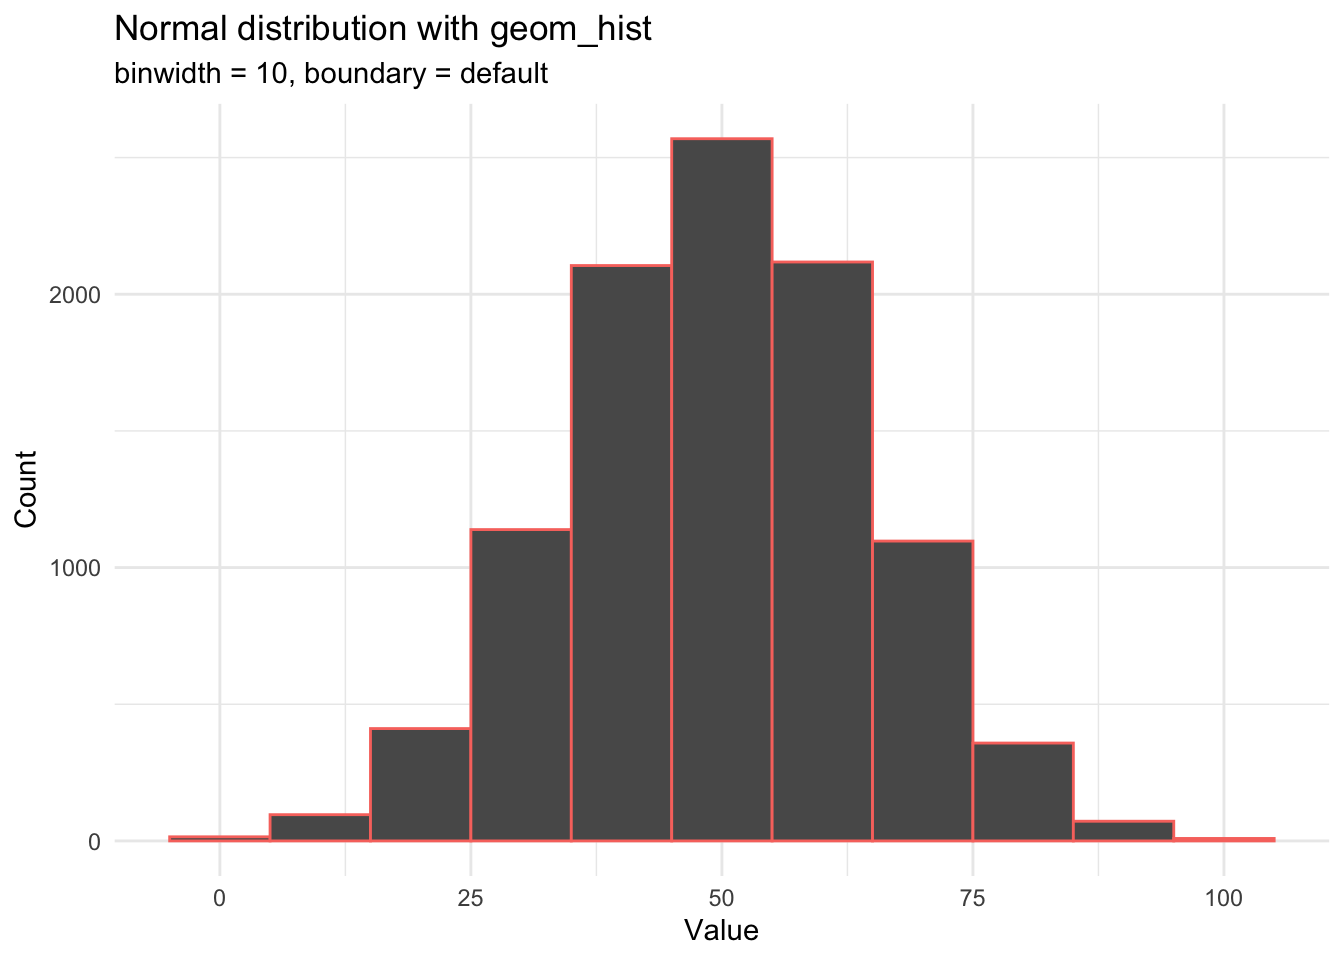 Normal distribution with geom_hist
binwidth = 10, boundary = default
Count
2000
1000
0
0 25 50 75 100
Value